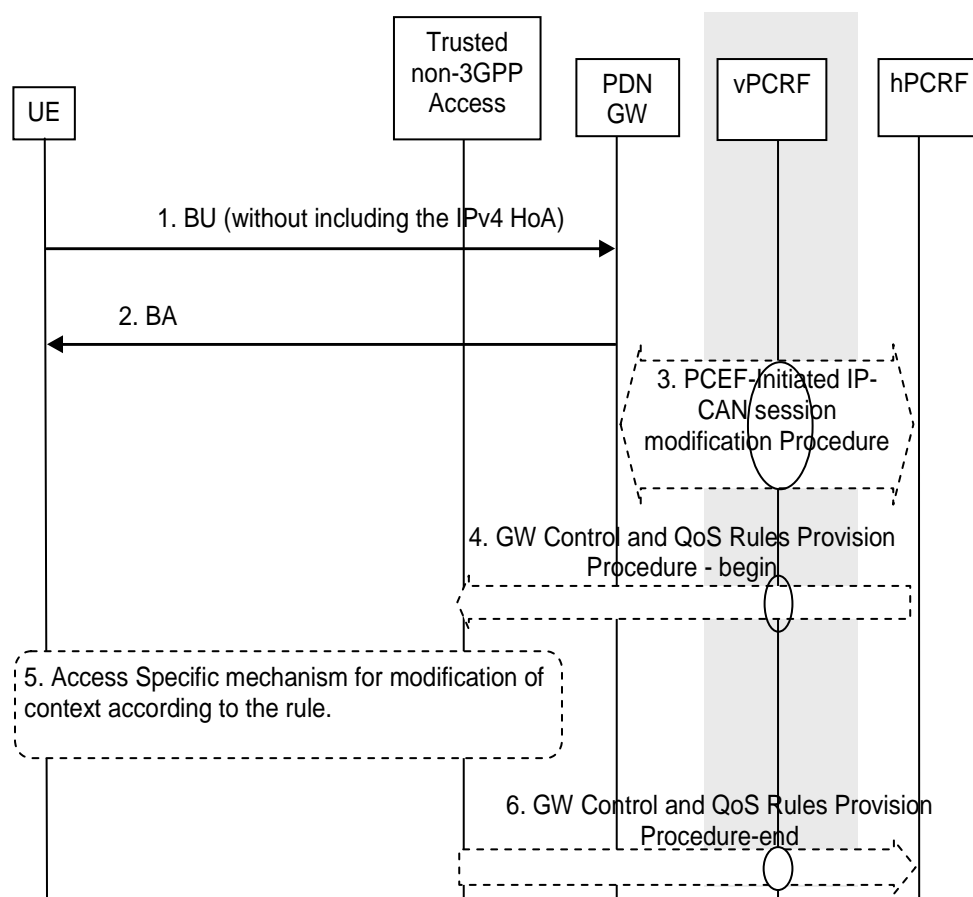 Trusted
non-3GPP
Access
UE
PDN
GW
vPCRF
hPCRF
1. BU (without including the IPv4 HoA)
2. BA
3. PCEF-Initiated IP-
CAN session
modification Procedure
4. GW Control and QoS Rules Provision
Procedure - begin
5. Access Specific mechanism for modification of
context according to the rule.
6. GW Control and QoS Rules Provision
Procedure-end